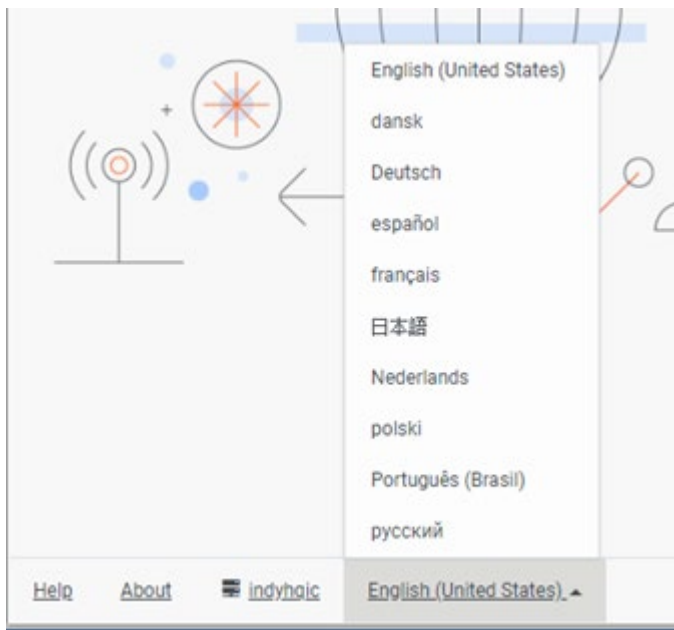 English (United States)
dansk
Deutsch
español
français
日本語
Nederlands
polski
Português (Brasil)
русский
Help About indyhqic English (United States)